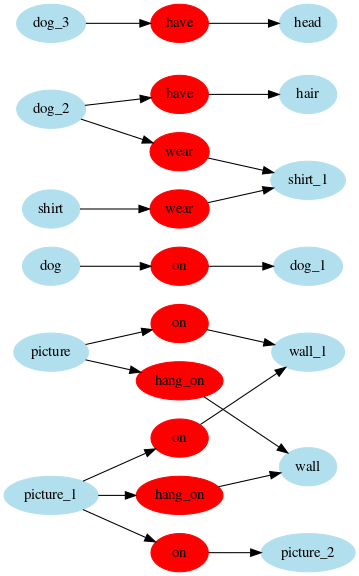 dog_3 have head
dog_2 have hair
wear
shirt_1
shirt wear
dog on dog_1
on
picture wall_1
hang_on
on
wall
picture_1 hang_on
on picture_2